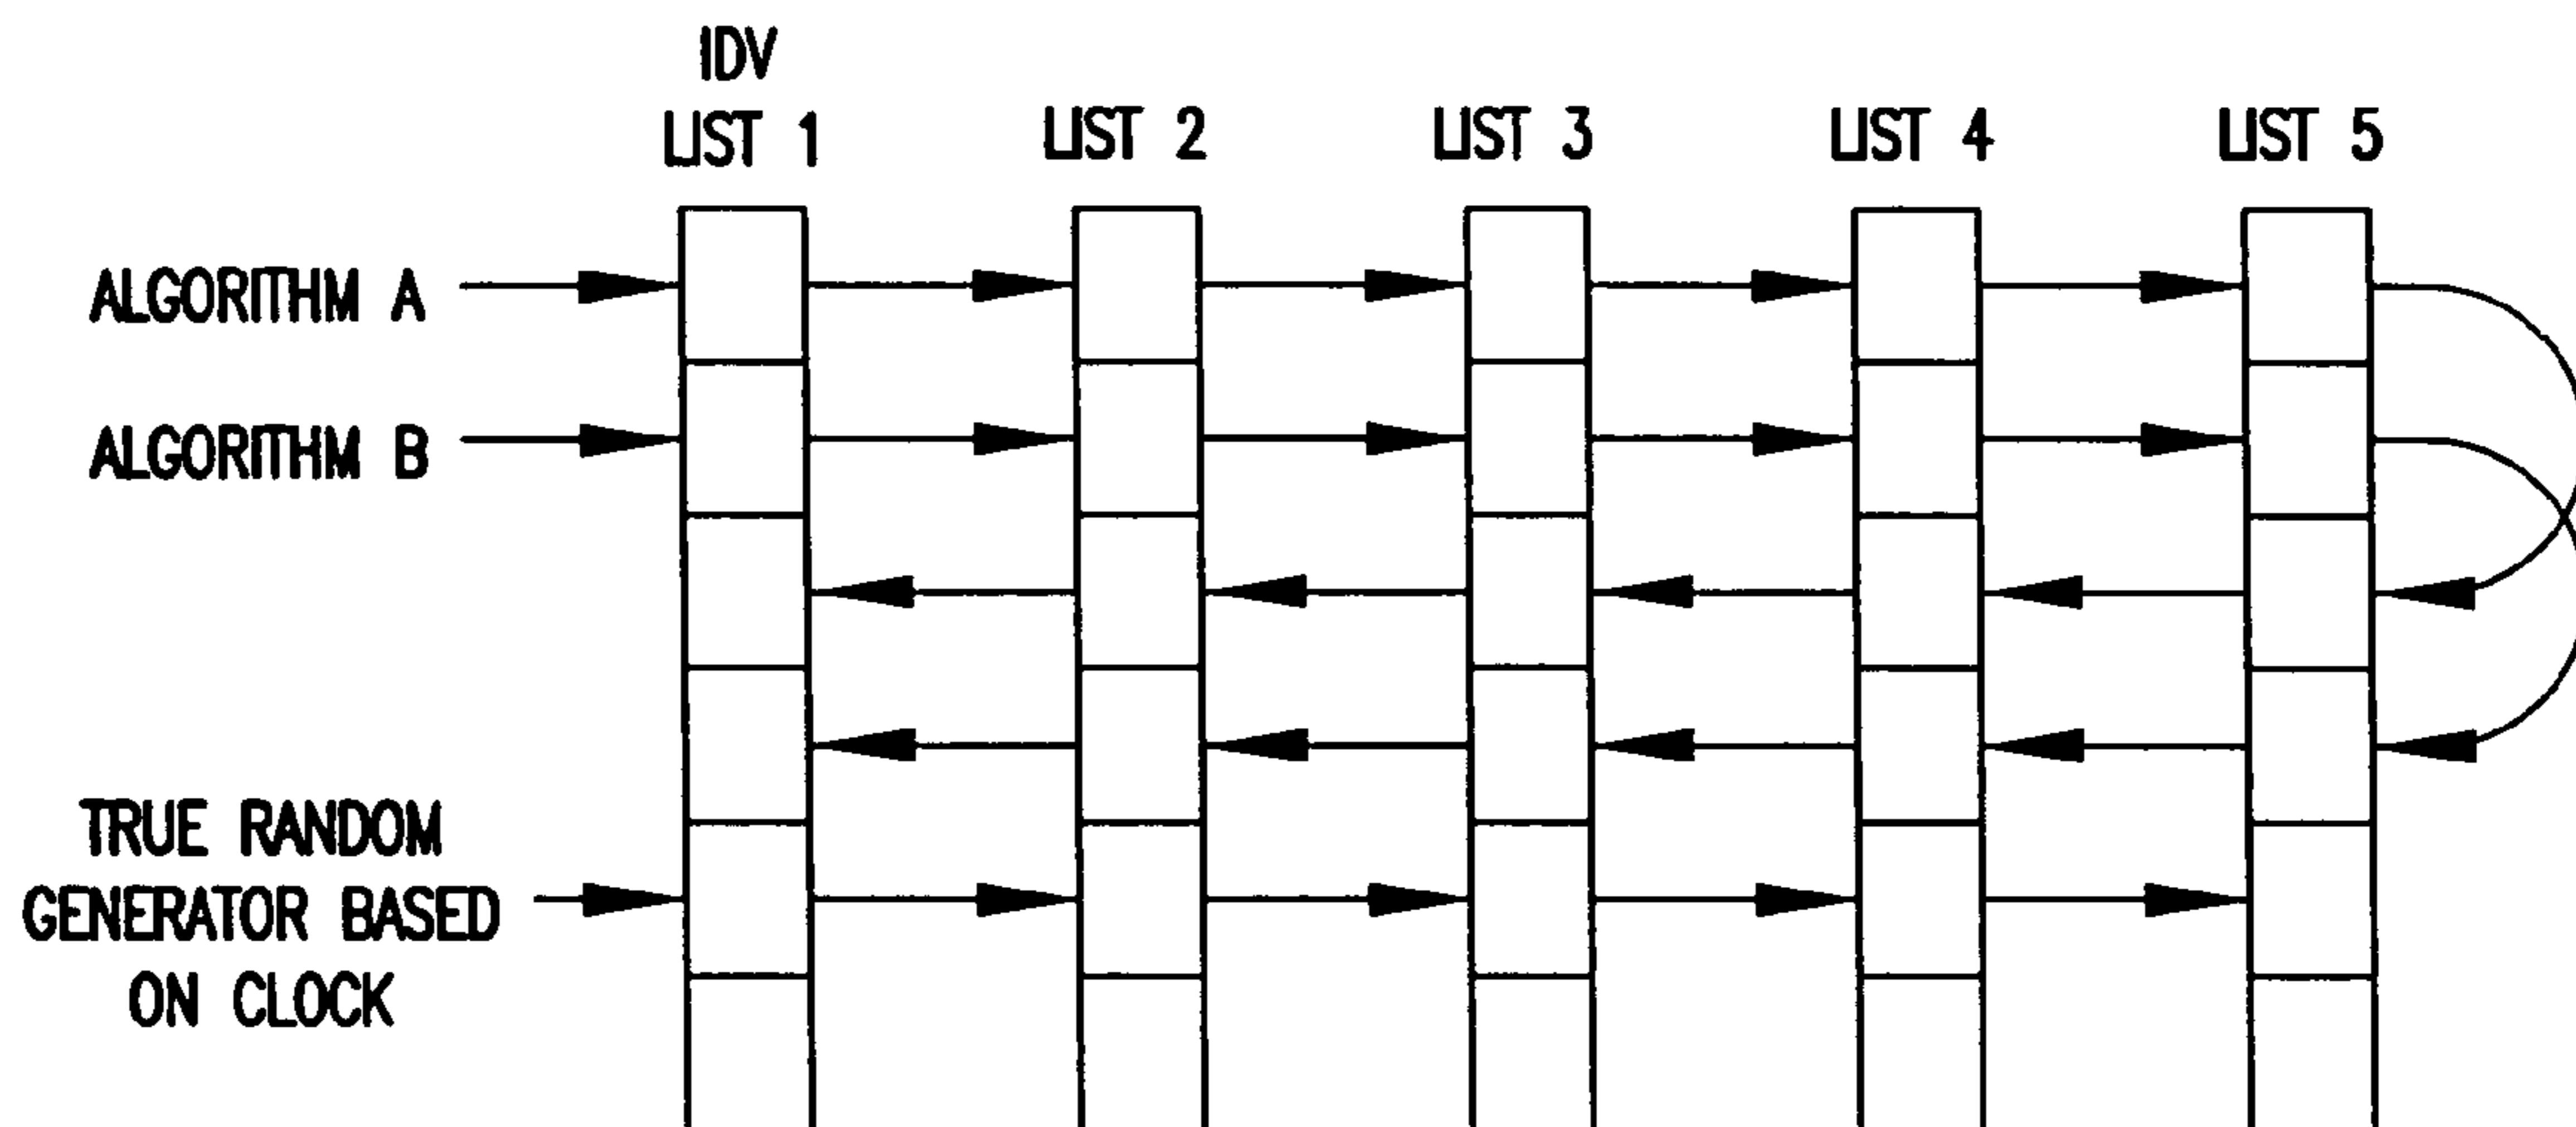 IDV
LIST 1
LIST 2
LIST 3
LIST 4
LIST 5
ALGORITHM A
ALGORITHM B
TRUE RANDOM
GENERATOR BASED
ON CLOCK